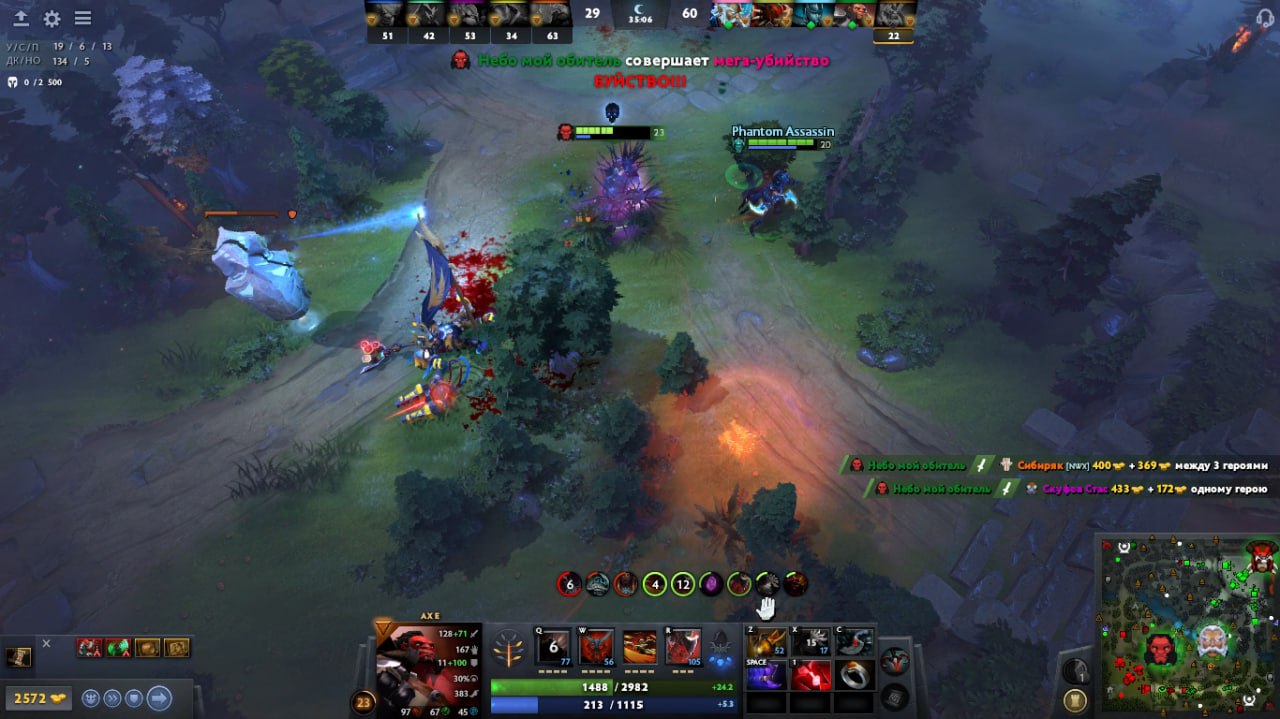 У/С/П 19 / 6 / 13
ДК/НО 134 / 5
0 / 2 500
29 35:06 60
51 42 53 34 63 22
Небо мой обитель совершает мега-убийство
БУЙСТВО!!!
23
Phantom Assassin
20
Небо мой обитель Сибиряк [NWX] 400 + 369 между 3 героями
Небо мой обитель Скуфов Стас 433 + 172 одному герою
6 4 12
AXE
128+71
167
11+100
30%
383
23
97 67 45
Q 6 77
W 56
R 105
1488 / 2982 +24.2
213 / 1115 +5.3
Z 52
X 15 17
C
SPACE
1
2572
1